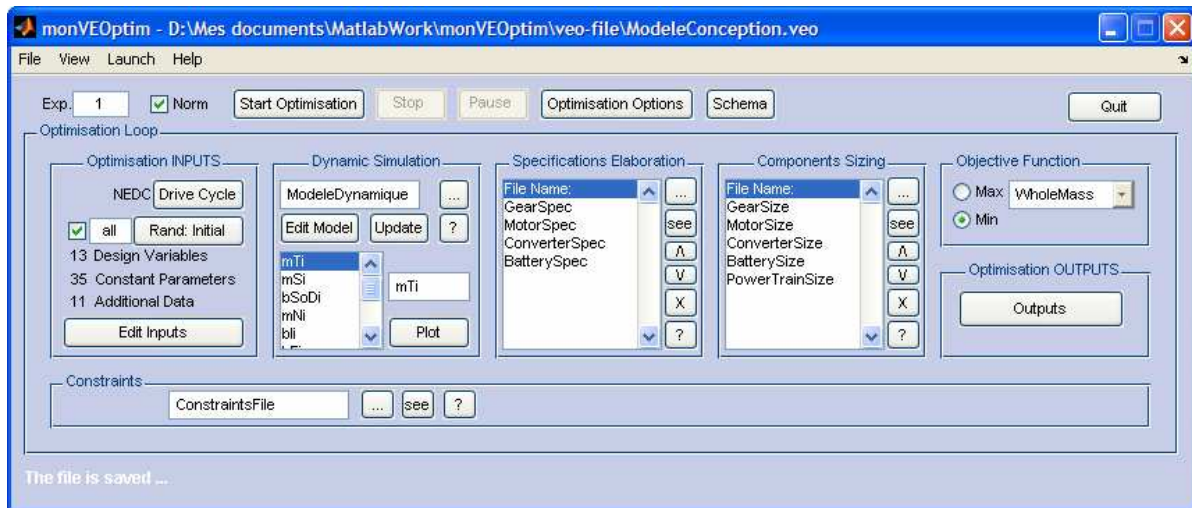 monVEOptim - D:\Mes documents\MatlabWork\monVEOptim\veo-file\ModeleConception.veo
File View Launch Help
Exp. 1 Norm Start Optimisation Stop Pause Optimisation Options Schema Quit
Optimisation Loop
Optimisation INPUTS
NEDC Drive Cycle
all Rand: Initial
13 Design Variables
35 Constant Parameters
11 Additional Data
Edit Inputs
Dynamic Simulation
ModeleDynamique ...
Edit Model Update ?
mTi
mSi
bSoDi
mNi
bIi
mTi
Plot
Specifications Elaboration
File Name:
GearSpec
MotorSpec
ConverterSpec
BatterySpec
...
see
Λ
V
X
?
Components Sizing
File Name:
GearSize
MotorSize
ConverterSize
BatterySize
PowerTrainSize
...
see
Λ
V
X
?
Objective Function
Max WholeMass
Min
Optimisation OUTPUTS
Outputs
Constraints
ConstraintsFile ... see ?
The file is saved ...